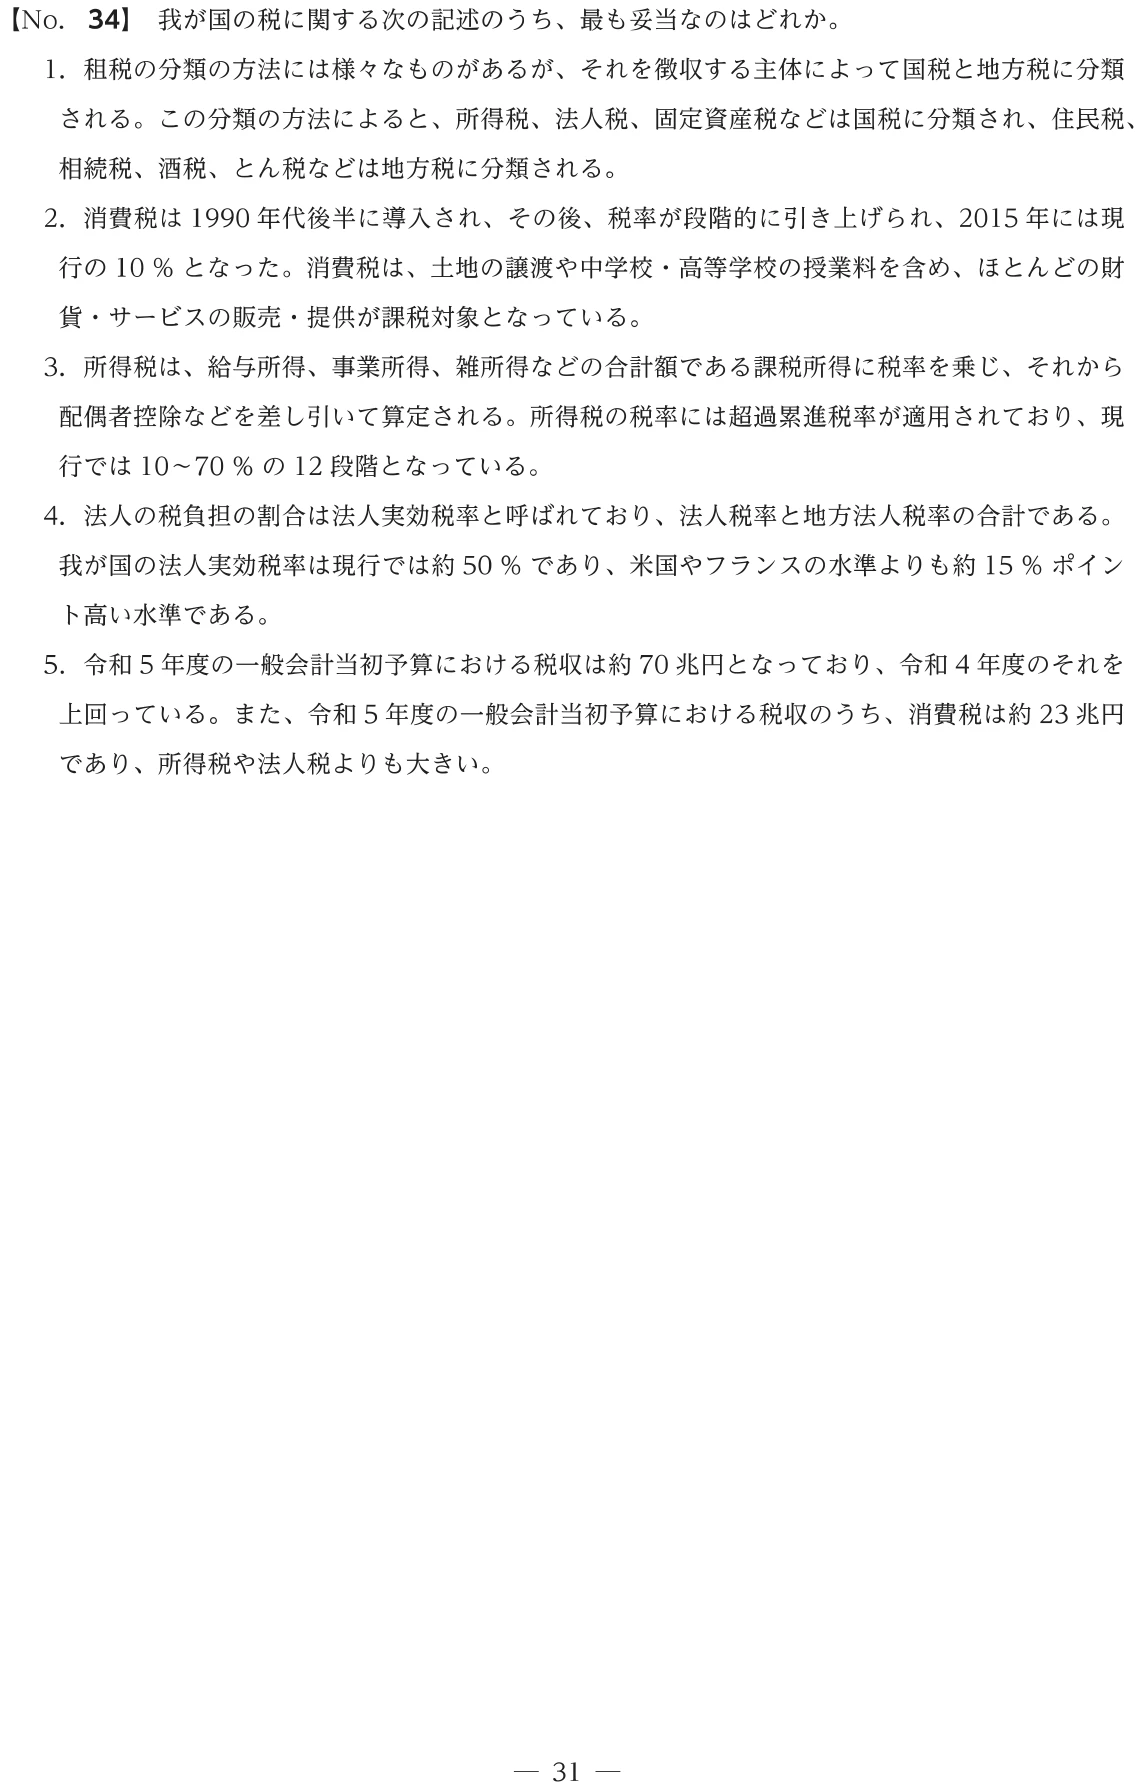 【No. 34】 我が国の税に関する次の記述のうち、最も妥当なのはどれか。
1. 租税の分類の方法には様々なものがあるが、それを徴収する主体によって国税と地方税に分類
される。この分類の方法によると、所得税、法人税、固定資産税などは国税に分類され、住民税、
相続税、酒税、とん税などは地方税に分類される。
2. 消費税は 1990 年代後半に導入され、その後、税率が段階的に引き上げられ、2015 年には現
行の 10 % となった。消費税は、土地の譲渡や中学校・高等学校の授業料を含め、ほとんどの財
貨・サービスの販売・提供が課税対象となっている。
3. 所得税は、給与所得、事業所得、雑所得などの合計額である課税所得に税率を乗じ、それから
配偶者控除などを差し引いて算定される。所得税の税率には超過累進税率が適用されており、現
行では 10~70 % の 12 段階となっている。
4. 法人の税負担の割合は法人実効税率と呼ばれており、法人税率と地方法人税率の合計である。
我が国の法人実効税率は現行では約 50 % であり、米国やフランスの水準よりも約 15 % ポイン
ト高い水準である。
5. 令和 5 年度の一般会計当初予算における税収は約 70 兆円となっており、令和 4 年度のそれを
上回っている。また、令和 5 年度の一般会計当初予算における税収のうち、消費税は約 23 兆円
であり、所得税や法人税よりも大きい。
— 31 —